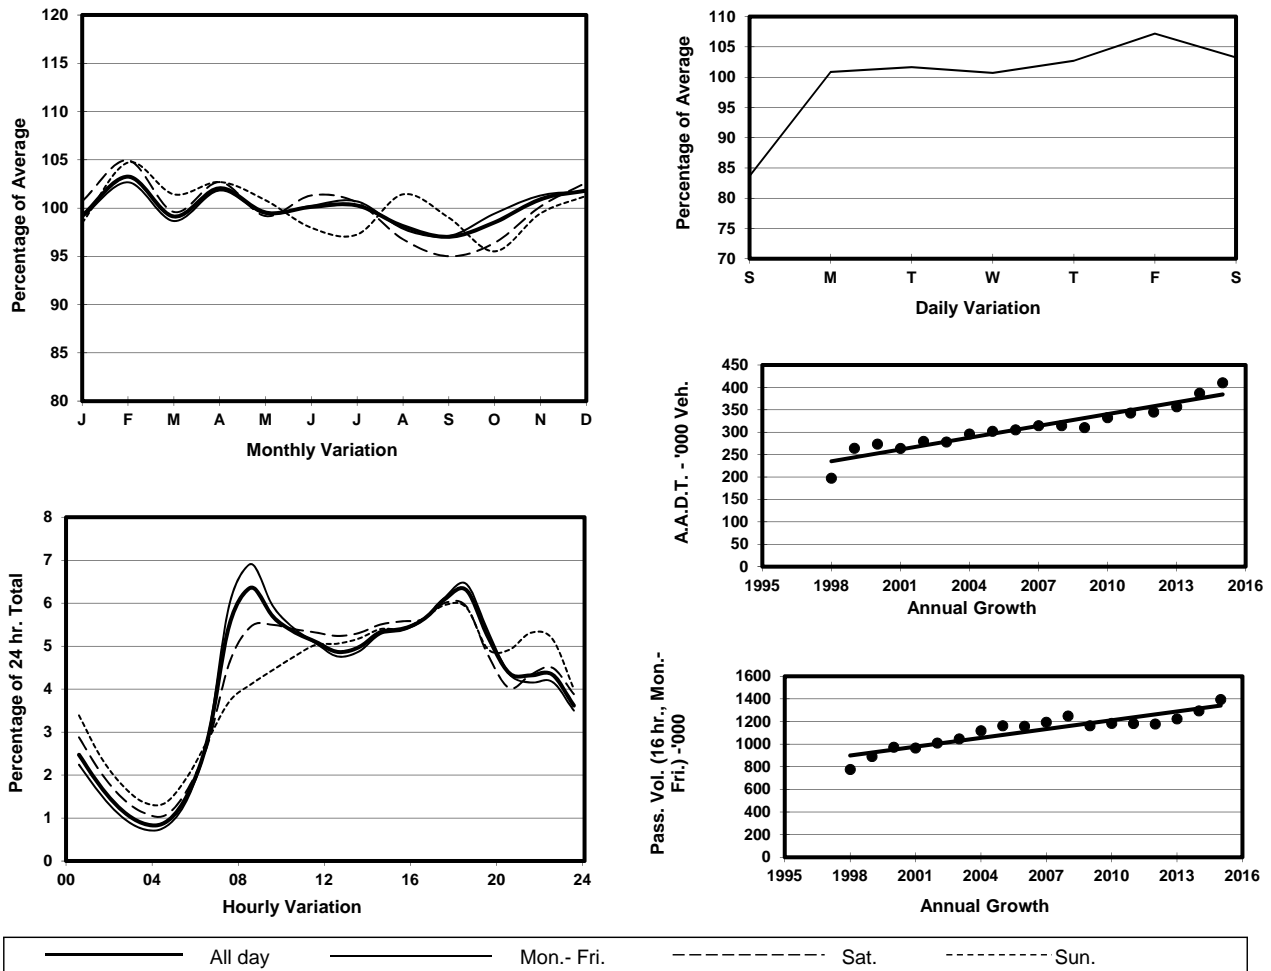 120
115
110
105
100
95
90
85
80
Percentage of Average
J F M A M J J A S O N D
Monthly Variation
110
105
100
95
90
85
80
75
70
Percentage of Average
S M T W T F S
Daily Variation
450
400
350
300
250
200
150
100
50
0
A.A.D.T. - '000 Veh.
1995 1998 2001 2004 2007 2010 2013 2016
Annual Growth
8
7
6
5
4
3
2
1
0
Percentage of 24 hr. Total
00 04 08 12 16 20 24
Hourly Variation
1600
1400
1200
1000
800
600
400
200
0
Pass. Vol. (16 hr., Mon.-
Fri.) -'000
1995 1998 2001 2004 2007 2010 2013 2016
Annual Growth
All day Mon.- Fri. Sat. Sun.